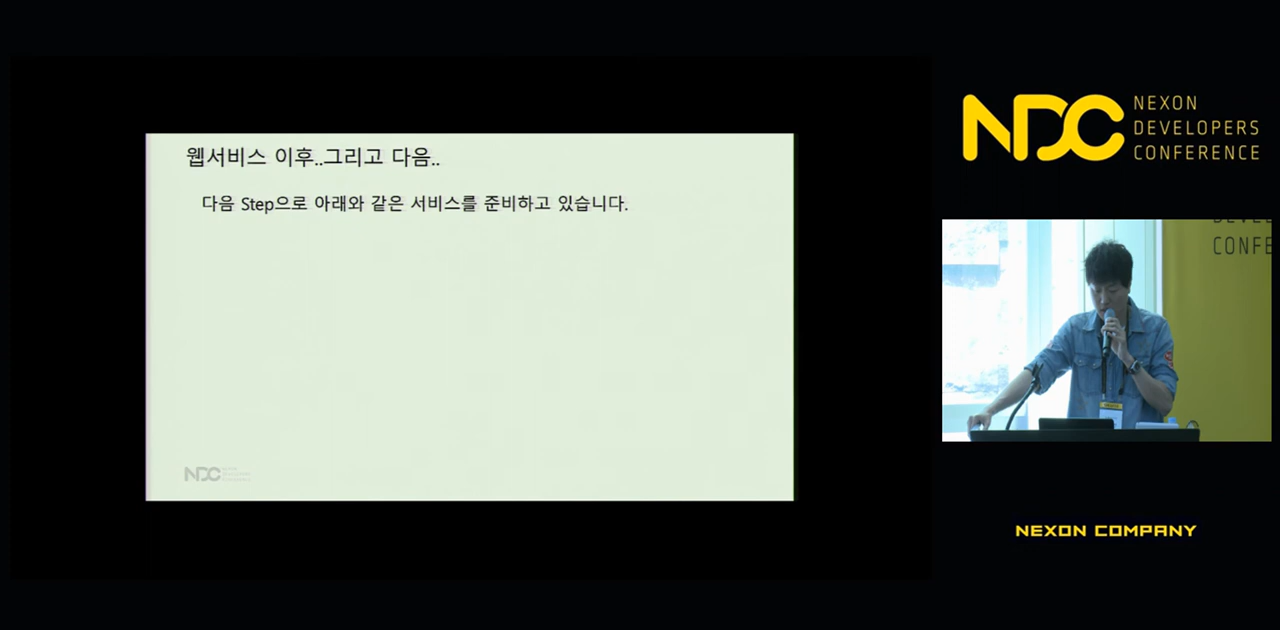 웹서비스 이후..그리고 다음..
다음 Step으로 아래와 같은 서비스를 준비하고 있습니다.
NDC
NDC
NEXON
DEVELOPERS
CONFERENCE
CONFE
NEXON COMPANY